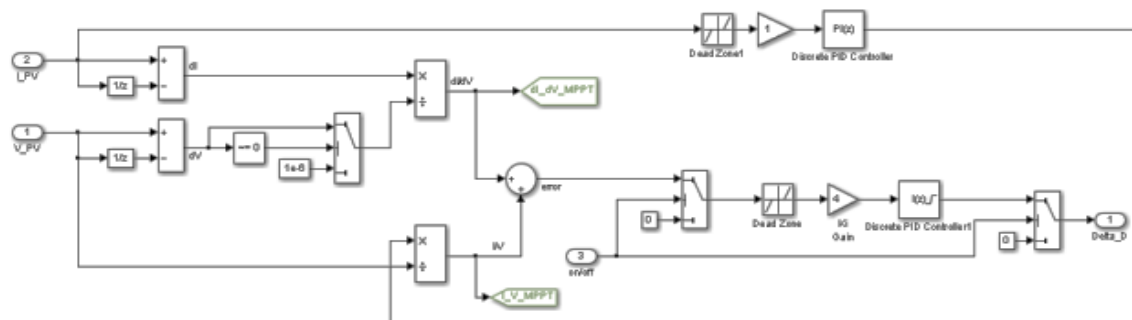 1
PI(z)
Dead Zone1
Discrete PID Controller
2
I_PV
+
-
dI
1/z
×
÷
dI/dV
dI_dV_MPPT
1
V_PV
+
-
dV
1/z
~= 0
1e-6
+
+
error
0
Dead Zone
4
Gain
I(z)
Discrete PID Controller1
0
1
Delta_D
×
÷
I/V
3
on/off
I_V_MPPT